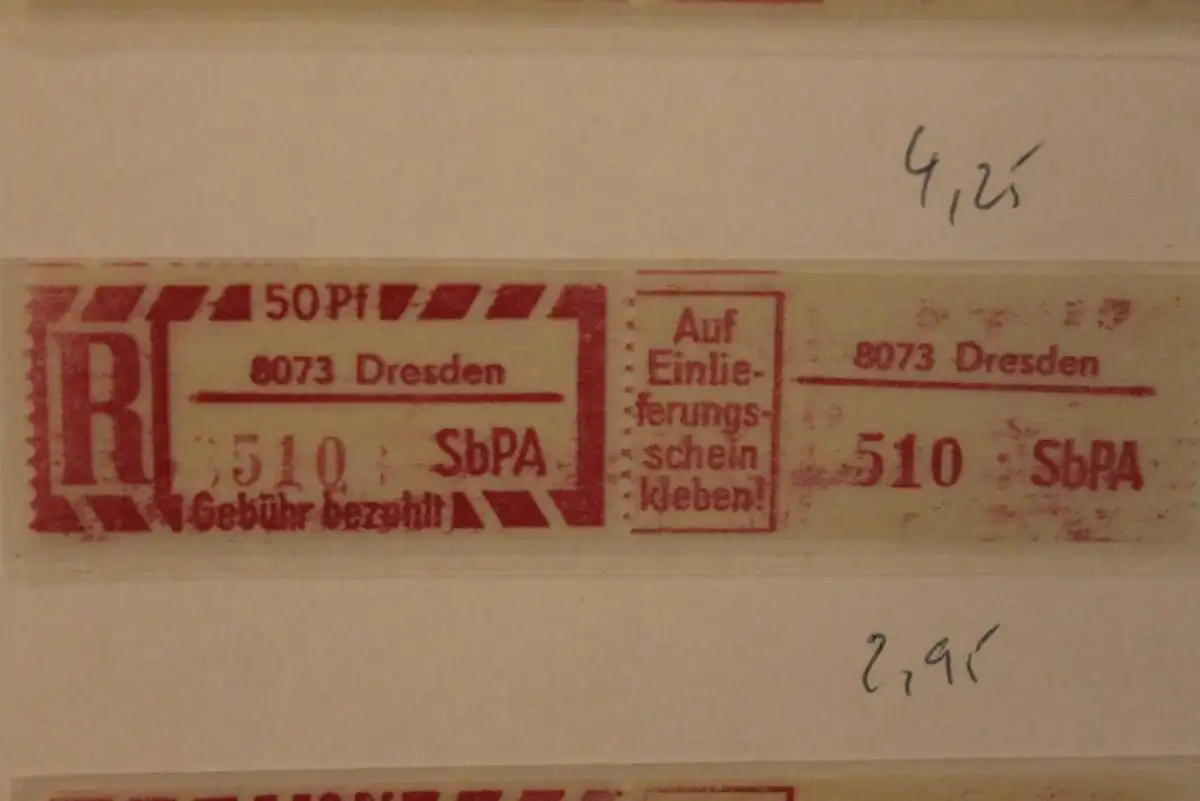 4,25
50 Pf
R
8073 Dresden
510 SbPA
Gebühr bezahlt
Auf
Einlie-
ferungs-
schein
kleben!
8073 Dresden
510 SbPA
2,95